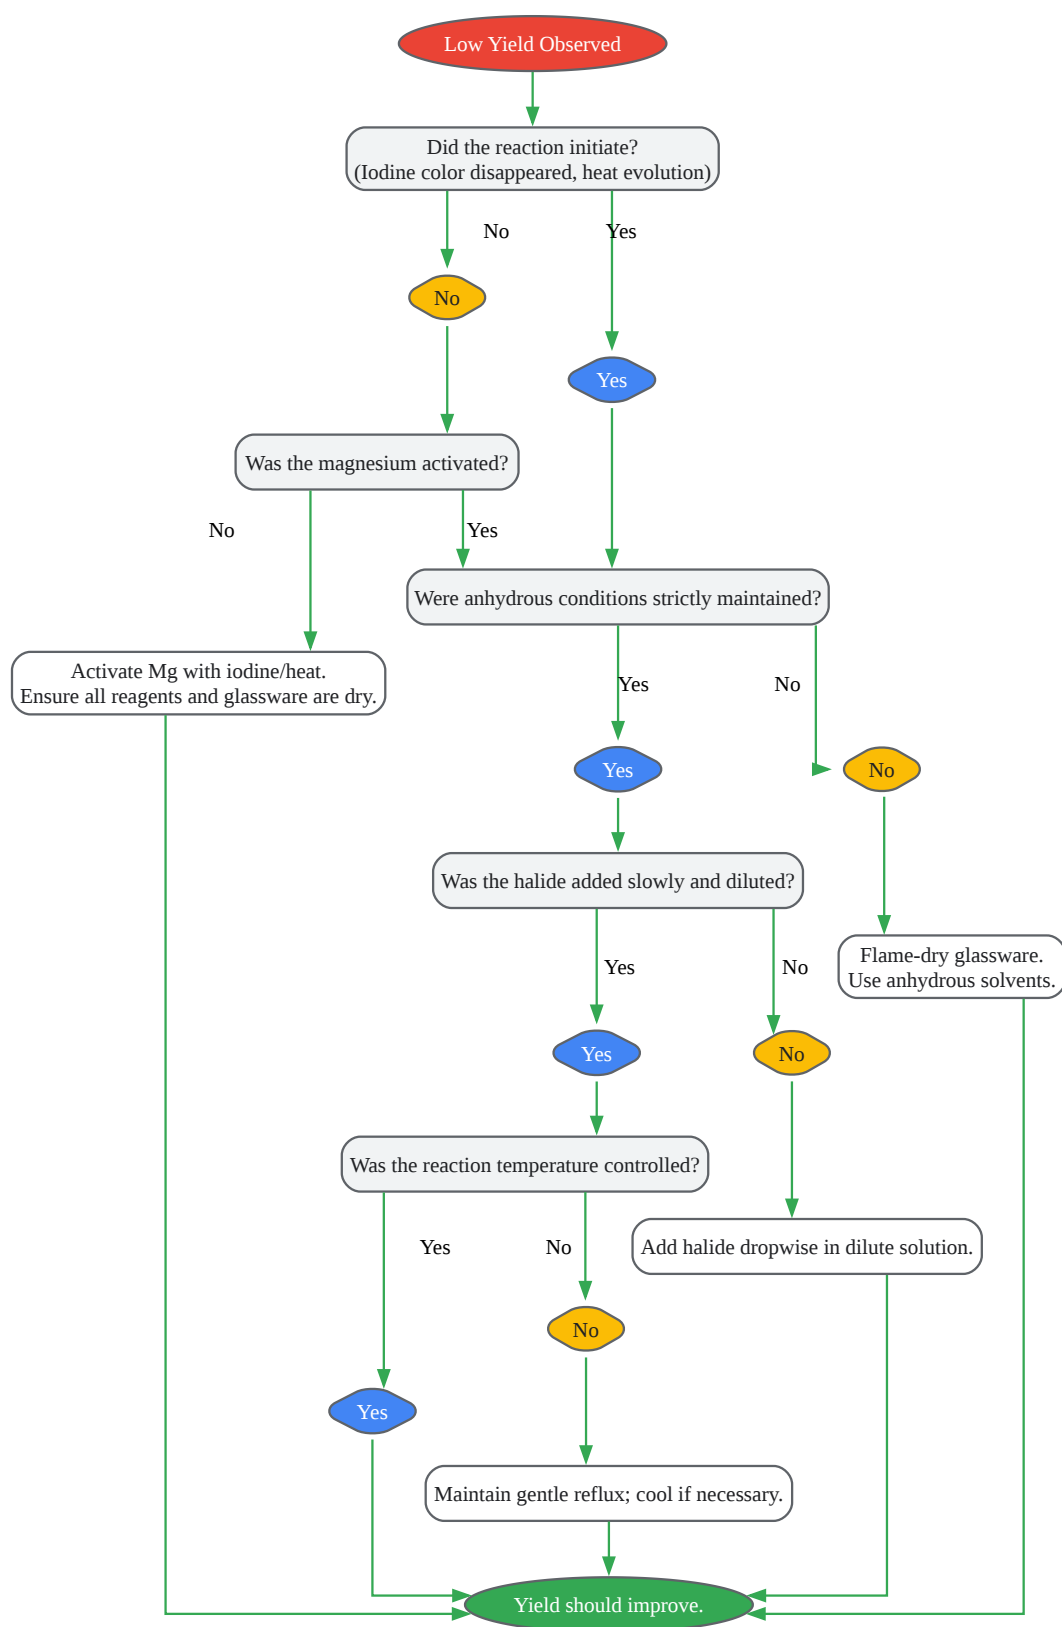 Low Yield Observed
Did the reaction initiate?
(Iodine color disappeared, heat evolution)
No
Yes
No
Yes
Was the magnesium activated?
No
Yes
Were anhydrous conditions strictly maintained?
Activate Mg with iodine/heat.
Ensure all reagents and glassware are dry.
Yes
No
Yes
No
Was the halide added slowly and diluted?
Flame-dry glassware.
Use anhydrous solvents.
Yes
No
Yes
No
Was the reaction temperature controlled?
Yes
No
Add halide dropwise in dilute solution.
No
Yes
Maintain gentle reflux; cool if necessary.
Yield should improve.